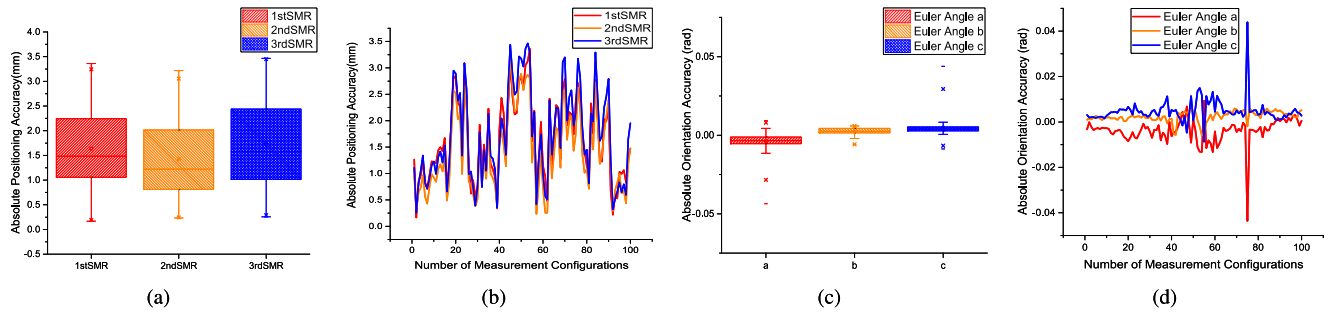 Absolute Positioning Accuracy(mm)
4.0
3.5
3.0
2.5
2.0
1.5
1.0
0.5
0.0
-0.5
1stSMR
2ndSMR
3rdSMR
1stSMR
2ndSMR
3rdSMR
(a)
Absolute Positioning Accuracy(mm)
3.5
3.0
2.5
2.0
1.5
1.0
0.5
0.0
1stSMR
2ndSMR
3rdSMR
0
20
40
60
80
100
Number of Measurement Configurations
(b)
Absolute Orientation Accuracy (rad)
0.05
0.00
-0.05
Euler Angle a
Euler Angle b
Euler Angle c
a
b
c
(c)
Absolute Orientation Accuracy (rad)
0.04
0.02
0.00
-0.02
-0.04
Euler Angle a
Euler Angle b
Euler Angle c
0
20
40
60
80
100
Number of Measurement Configurations
(d)